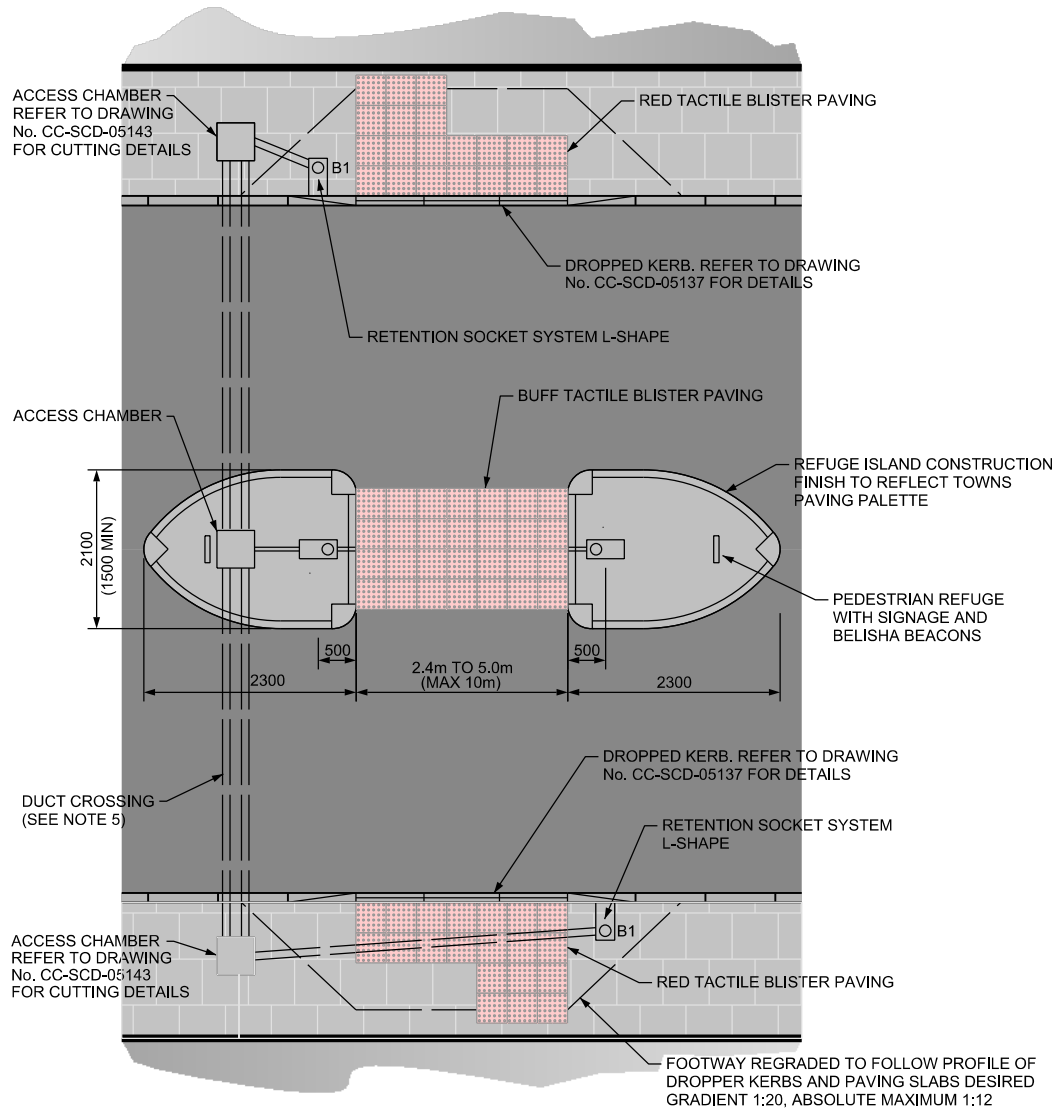 ACCESS CHAMBER
REFER TO DRAWING
No. CC-SCD-05143
FOR CUTTING DETAILS
RED TACTILE BLISTER PAVING
B1
DROPPED KERB. REFER TO DRAWING
No. CC-SCD-05137 FOR DETAILS
RETENTION SOCKET SYSTEM L-SHAPE
BUFF TACTILE BLISTER PAVING
ACCESS CHAMBER
REFUGE ISLAND CONSTRUCTION
FINISH TO REFLECT TOWNS
PAVING PALETTE
2100
(1500 MIN)
PEDESTRIAN REFUGE
WITH SIGNAGE AND
BELISHA BEACONS
500
500
2300
2.4m TO 5.0m
(MAX 10m)
2300
DROPPED KERB. REFER TO DRAWING
No. CC-SCD-05137 FOR DETAILS
DUCT CROSSING
(SEE NOTE 5)
RETENTION SOCKET SYSTEM
L-SHAPE
B1
ACCESS CHAMBER
REFER TO DRAWING
No. CC-SCD-05143
FOR CUTTING DETAILS
RED TACTILE BLISTER PAVING
FOOTWAY REGRADED TO FOLLOW PROFILE OF
DROPPER KERBS AND PAVING SLABS DESIRED
GRADIENT 1:20, ABSOLUTE MAXIMUM 1:12